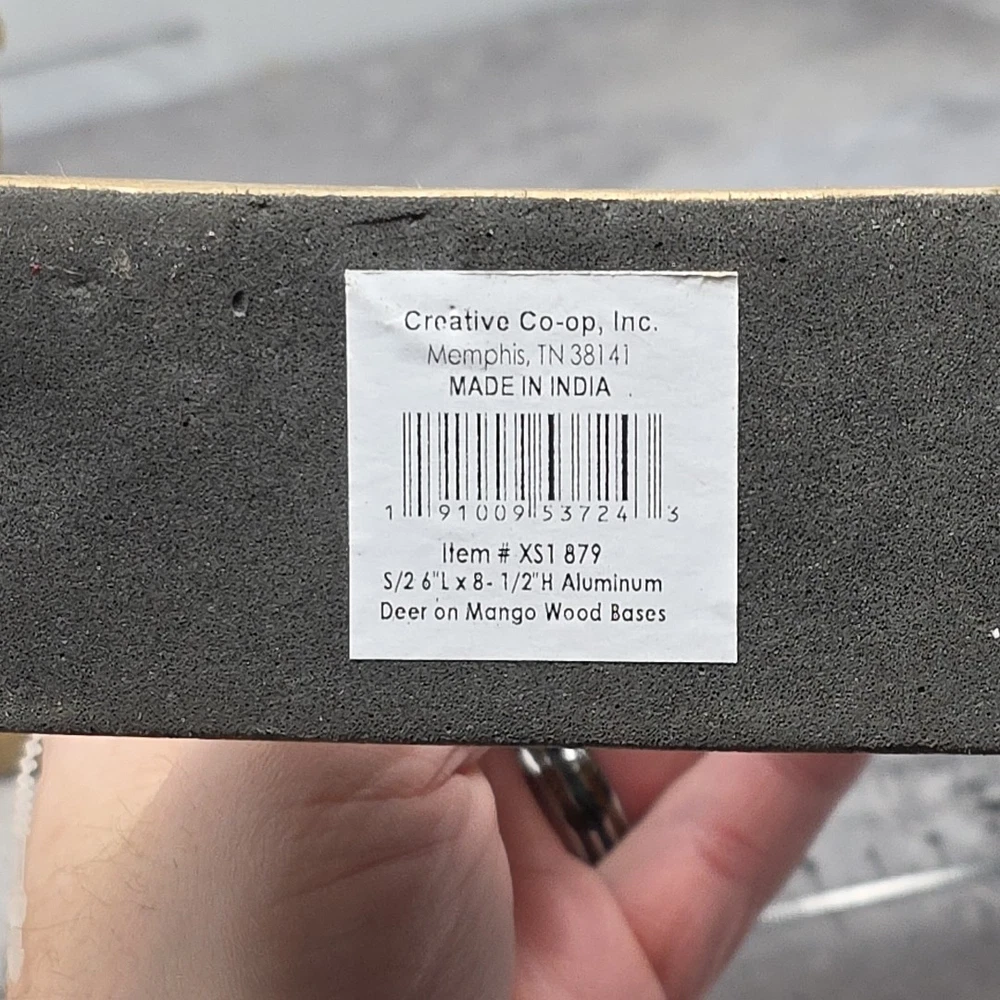 Creative Co-op, Inc.
Memphis, TN 38141
MADE IN INDIA
1 91009 53724 3
Item # XS1 879
S/2 6"L x 8- 1/2"H Aluminum
Deer on Mango Wood Bases